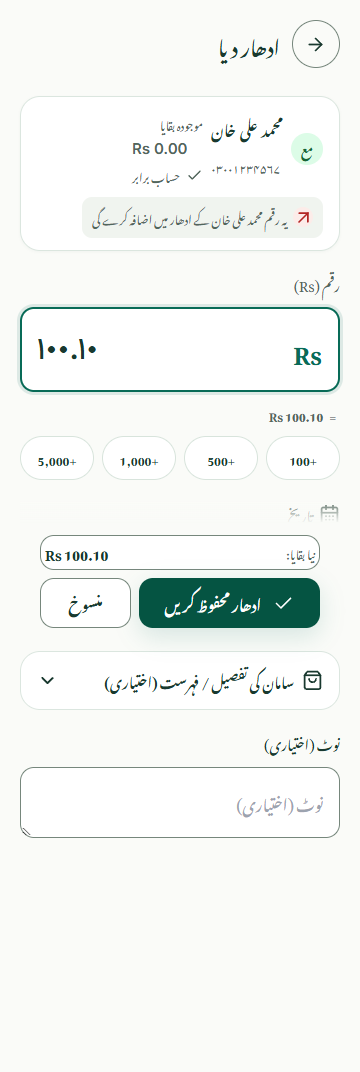 ادھار دیا
مع
محمد علی خان
۰۳۰۰۱۲۳۴۵۶۷
موجودہ بقایا
Rs 0.00
حساب برابر
یہ رقم محمد علی خان کے ادھار میں اضافہ کرے گی
رقم (Rs)
Rs
۱۰۰.۱۰
= Rs 100.10
+100
+500
+1,000
+5,000
تاریخ
نیا بقایا:
Rs 100.10
ادھار محفوظ کریں
منسوخ
سامان کی تفصیل / فہرست (اختیاری)
نوٹ (اختیاری)
نوٹ (اختیاری)